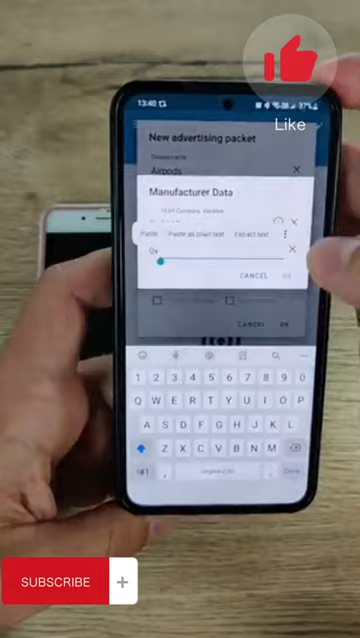 Like
13:40
37%
New advertising packet
Airpods
Manufacturer Data
Paste Paste as plain text Extract text
0x
CANCEL OK
CANCEL OK
1 2 3 4 5 6 7 8 9 0
Q W E R T Y U I O P
A S D F G H J K L
Z X C V B N M
SUBSCRIBE +